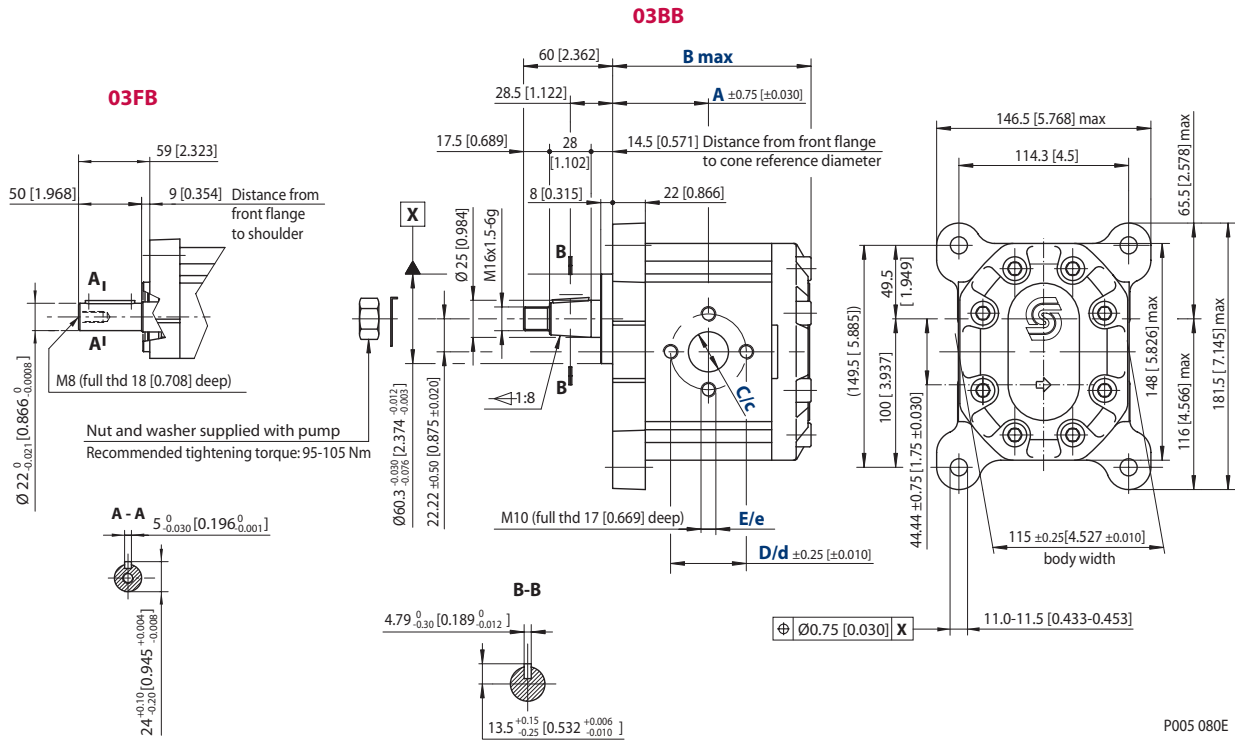 03BB
03FB
60 [2.362]
B max
28.5 [1.122]
A ±0.75 [±0.030]
17.5 [0.689]
28
[1.102]
14.5 [0.571] Distance from front flange
to cone reference diameter
8 [0.315]
22 [0.866]
59 [2.323]
50 [1.968]
9 [0.354] Distance from
front flange
to shoulder
X
Ø 25 [0.984]
M16x1.5-6g
B
B
A
A
M8 (full thd 18 [0.708] deep)
Ø 22 0 -0.021 [0.866 0 -0.0008]
Nut and washer supplied with pump
Recommended tightening torque: 95-105 Nm
1:8
C/c
Ø60.3 -0.030 -0.076 [2.374 -0.012 -0.003]
22.22 ±0.50 [0.875 ±0.020]
M10 (full thd 17 [0.669] deep)
E/e
D/d ±0.25 [±0.010]
146.5 [5.768] max
114.3 [4.5]
65.5 [2.578] max
49.5
[1.949]
(149.5 [5.885])
100 [3.937]
148 [5.826] max
116 [4.566] max
181.5 [7.145] max
44.44 ±0.75 [1.75 ±0.030]
115 ±0.25[4.527 ±0.010]
body width
Ø0.75 [0.030] X
11.0-11.5 [0.433-0.453]
A - A
5 0 -0.030 [0.196 0 0.001]
24 +0.10 -0.20 [0.945 +0.004 -0.008]
B-B
4.79 0 -0.30 [0.189 0 -0.012]
13.5 +0.15 -0.25 [0.532 +0.006 -0.010]
P005 080E